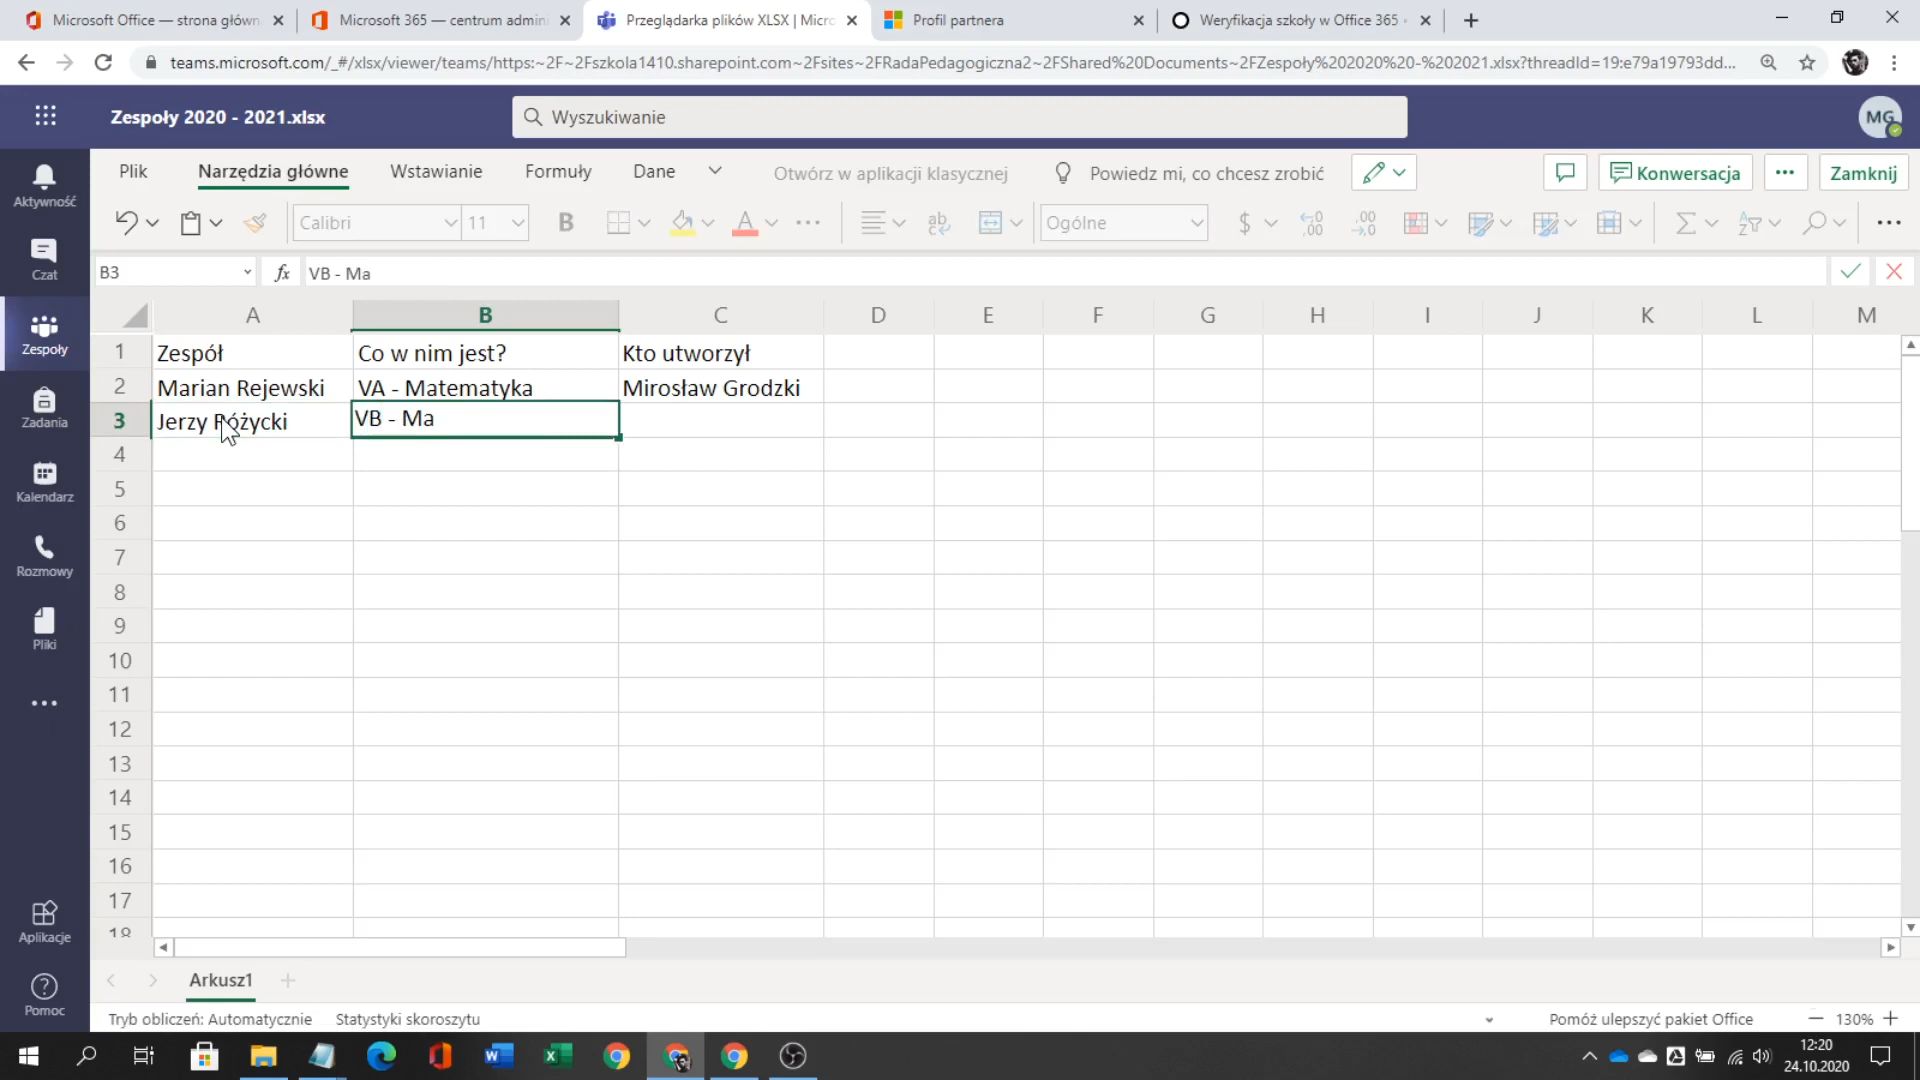 Microsoft Office — strona główn
Microsoft 365 — centrum admini
Przeglądarka plików XLSX | Micro
Profil partnera
Weryfikacja szkoły w Office 365
teams.microsoft.com/_#/xlsx/viewer/teams/https:~2F~2Fszkola1410.sharepoint.com~2Fsites~2FRadaPedagogiczna2~2FShared%20Documents~2FZespoły%202020%20-%202021.xlsx?threadId=19:e79a19793dd...
Zespoły 2020 - 2021.xlsx
Wyszukiwanie
MG
Plik
Narzędzia główne
Wstawianie
Formuły
Dane
Otwórz w aplikacji klasycznej
Powiedz mi, co chcesz zrobić
Konwersacja
Zamknij
Calibri
11
B
A
ab
Ogólne
$
B3
fx
VB - Ma
A B C D E F G H I J K L M
1 Zespół Co w nim jest? Kto utworzył
2 Marian Rejewski VA - Matematyka Mirosław Grodzki
3 Jerzy Różycki VB - Ma
4
5
6
7
8
9
10
11
12
13
14
15
16
17
18
Aktywność
Czat
Zespoły
Zadania
Kalendarz
Rozmowy
Pliki
Aplikacje
Pomoc
Arkusz1
Tryb obliczeń: Automatycznie
Statystyki skoroszytu
Pomóż ulepszyć pakiet Office
130%
12:20
24.10.2020